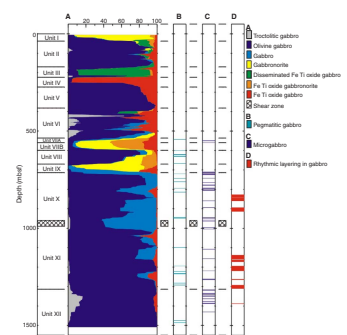 A
B
C
D
0 20 40 60 80 100
0
Unit I
Unit II
Unit III
Unit IV
Unit V
Unit VI
500
Unit VIIB
Unit VIII
Unit IX
Unit X
1000
Unit XI
Unit XII
1500
Depth (mbsf)
A
Troctolitic gabbro
Olivine gabbro
Gabbro
Gabbronorite
Disseminated Fe Ti oxide gabbro
Fe Ti oxide gabbronorite
Fe Ti oxide gabbro
Shear zone
B
Pegmatitic gabbro
C
Microgabbro
D
Rhythmic layering in gabbro